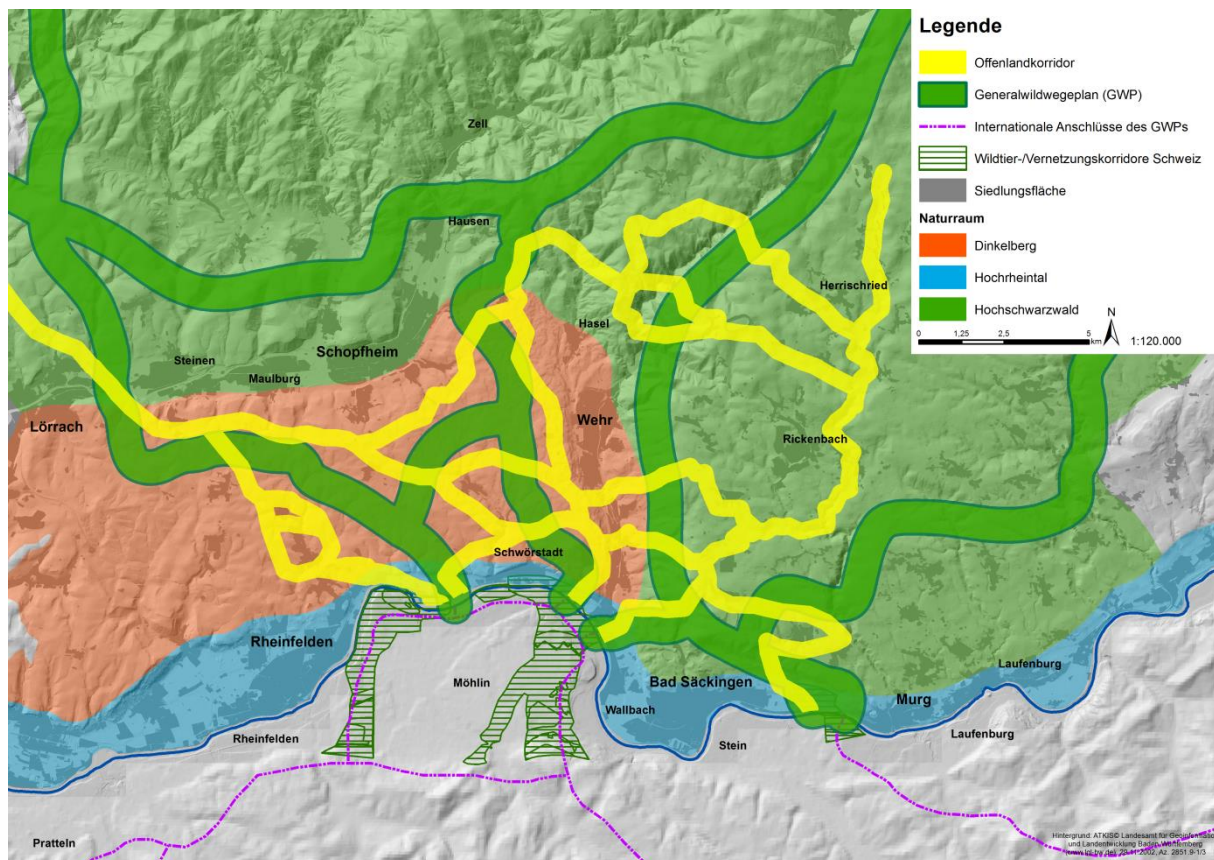 Legende
Offenlandkorridor
Generalwildwegeplan (GWP)
Internationale Anschlüsse des GWPs
Wildtier-/Vernetzungskorridore Schweiz
Siedlungsfläche
Naturraum
Dinkelberg
Hochrheintal
Hochschwarzwald
N
0 1,25 2,5 5
km
1:120.000
Zell
Hausen
Herrischried
Hasel
Steinen
Schopfheim
Maulburg
Lörrach
Wehr
Rickenbach
Schwörstadt
Rheinfelden
Möhlin
Bad Säckingen
Laufenburg
Murg
Wallbach
Rheinfelden
Stein
Laufenburg
Pratteln
Hintergrund: ATKIS© Landesamt für Geoinformatio
und Landentwicklung Baden-Württemberg